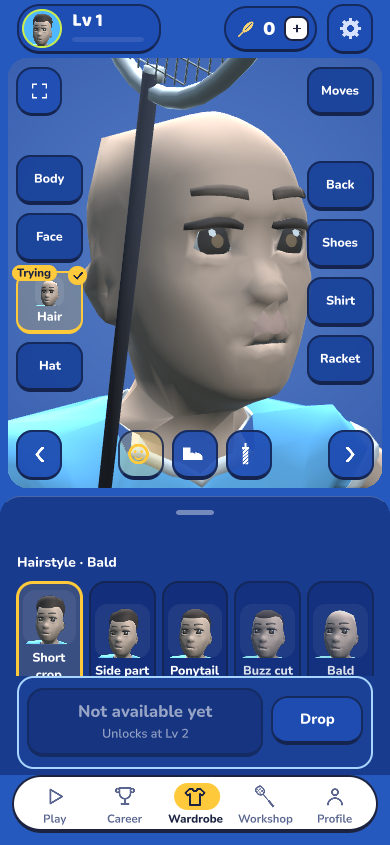 Lv 1
0
+
Moves
Body
Back
Face
Shoes
Trying
Hair
Shirt
Hat
Racket
Hairstyle · Bald
Short crop
Side part
Ponytail
Buzz cut
Bald
Not available yet
Unlocks at Lv 2
Drop
Play
Career
Wardrobe
Workshop
Profile